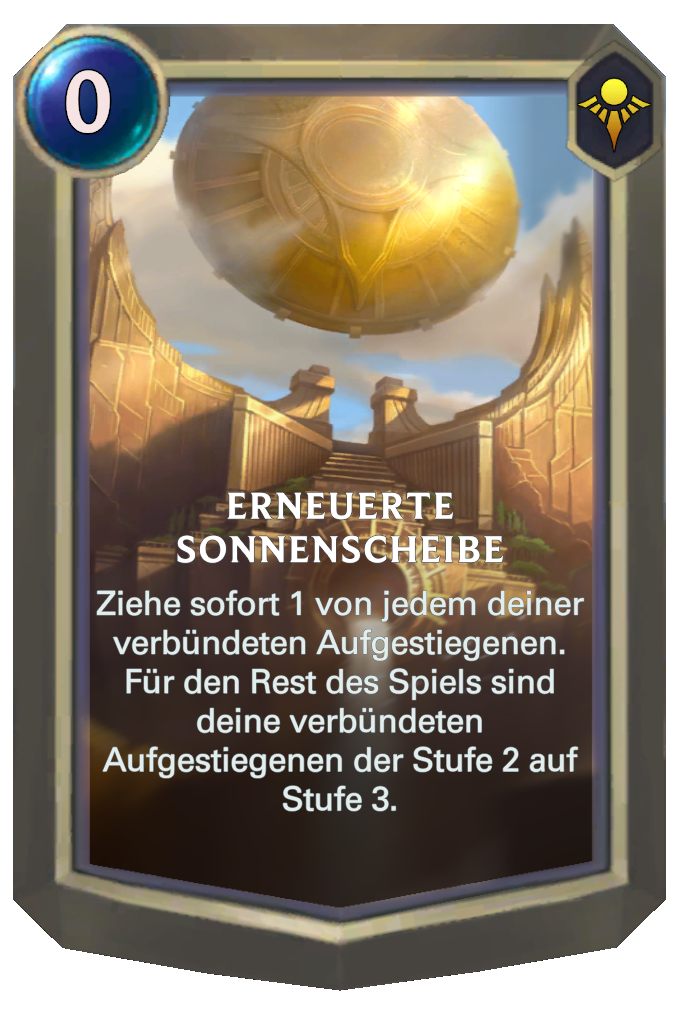 0
ERNEUERTE
SONNENSCHEIBE
Ziehe sofort 1 von jedem deiner
verbündeten Aufgestiegenen.
Für den Rest des Spiels sind
deine verbündeten
Aufgestiegenen der Stufe 2 auf
Stufe 3.